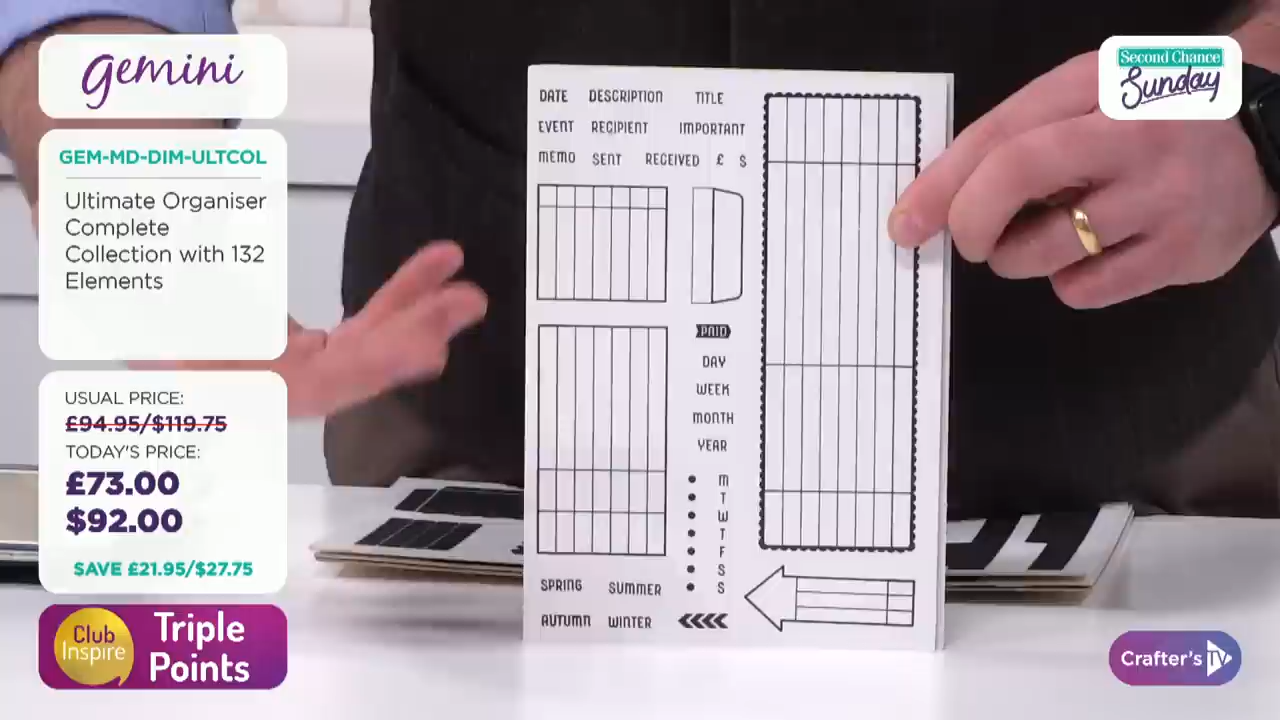 gemini
GEM-MD-DIM-ULTCOL
Ultimate Organiser
Complete
Collection with 132
Elements
USUAL PRICE:
£94.95/$119.75
TODAY'S PRICE:
£73.00
$92.00
SAVE £21.95/$27.75
Club
Inspire
Triple
Points
DATE DESCRIPTION TITLE
EVENT RECIPIENT IMPORTANT
MEMO SENT RECEIVED £ $
PAID
DAY
WEEK
MONTH
YEAR
M
T
W
T
F
S
S
SPRING SUMMER
AUTUMN WINTER
Second Chance
Sunday
Crafter's TV